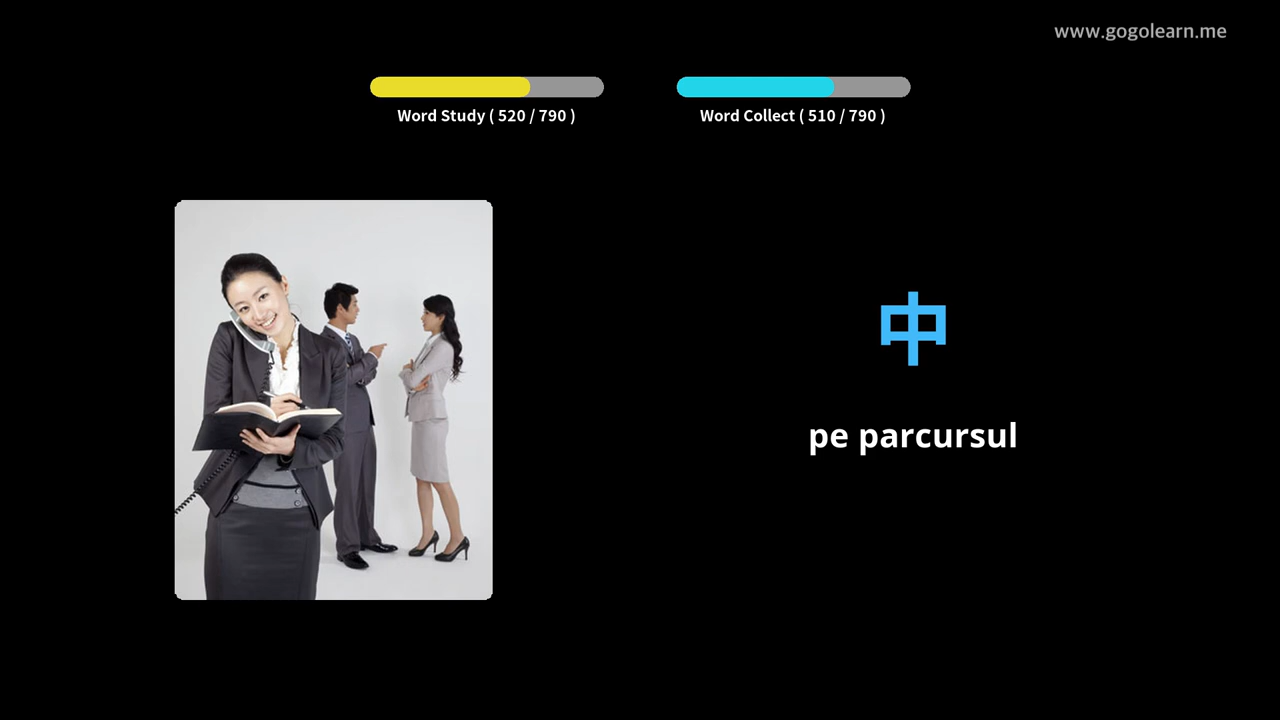 www.gogolearn.me
Word Study ( 520 / 790 )
Word Collect ( 510 / 790 )
中
pe parcursul